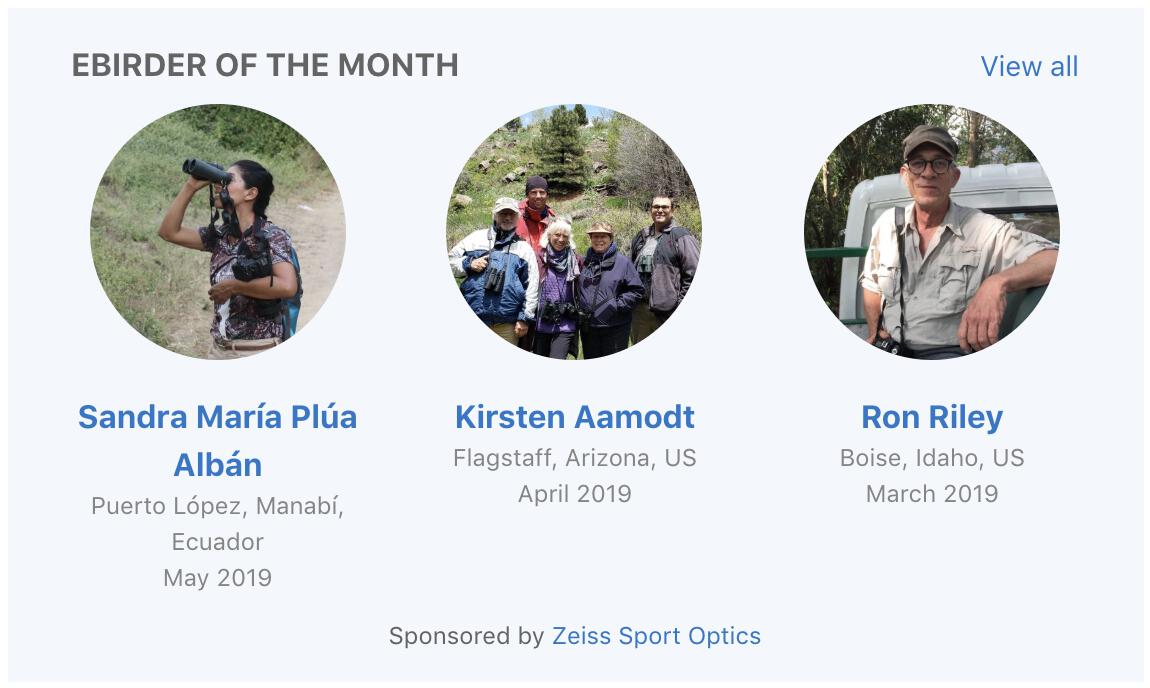 EBIRDER OF THE MONTH
View all
Sandra María Plúa
Albán
Puerto López, Manabí,
Ecuador
May 2019
Kirsten Aamodt
Flagstaff, Arizona, US
April 2019
Ron Riley
Boise, Idaho, US
March 2019
Sponsored by Zeiss Sport Optics